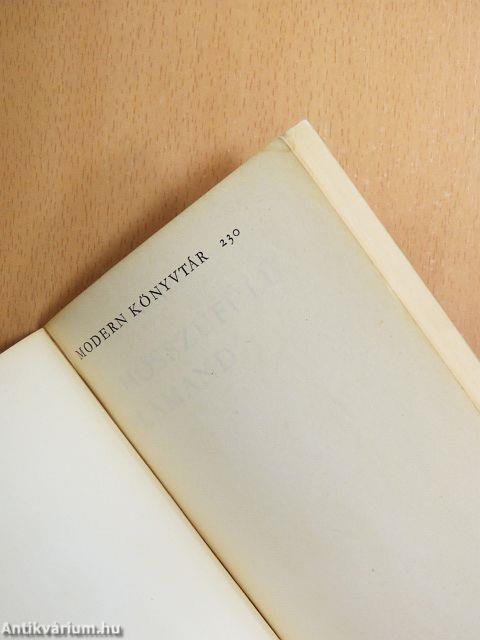 MODERN KÖNYVTÁR 230
Antikvárium.hu